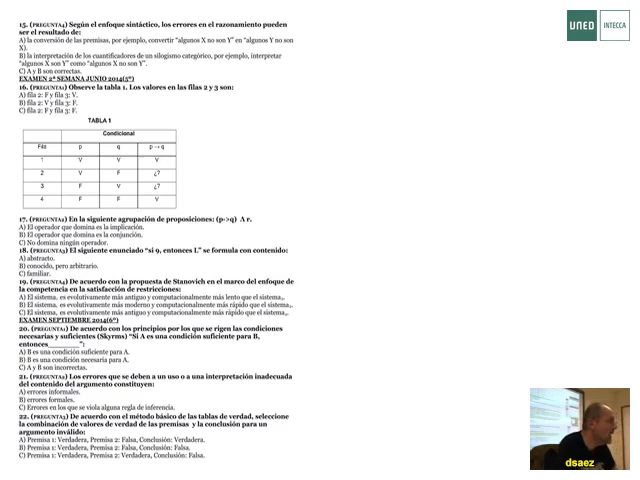 15. (PREGUNTA4) Según el enfoque sintáctico, los errores en el razonamiento pueden
ser el resultado de:
A) la conversión de las premisas, por ejemplo, convertir "algunos X no son Y" en "algunos Y no son
X).
B) la interpretación de los cuantificadores de un silogismo categórico, por ejemplo, interpretar
"algunos X son Y" como "algunos X no son Y".
C) A y B son correctas.
EXAMEN 2ª SEMANA JUNIO 2014(5º)
16. (PREGUNTA1) Observe la tabla 1. Los valores en las filas 2 y 3 son:
A) fila 2: F y fila 3: V.
B) fila 2: V y fila 3: F.
C) fila 2: F y fila 3: F.
TABLA 1
Condicional
Fila p q p→q
1 V V V
2 V F ¿?
3 F V ¿?
4 F F V
17. (PREGUNTA2) En la siguiente agrupación de proposiciones: (p->q) Λ r.
A) El operador que domina es la implicación.
B) El operador que domina es la conjunción.
C) No domina ningún operador.
18. (PREGUNTA3) El siguiente enunciado "si 9, entonces L" se formula con contenido:
A) abstracto.
B) conocido, pero arbitrario.
C) familiar.
19. (PREGUNTA4) De acuerdo con la propuesta de Stanovich en el marco del enfoque de
la competencia en la satisfacción de restricciones:
A) El sistema, es evolutivamente más antiguo y computacionalmente más lento que el sistema
B) El sistema, es evolutivamente más moderno y computacionalmente más rápido que el sistema
C) El sistema, es evolutivamente más antiguo y computacionalmente más rápido que el sistema
EXAMEN SEPTIEMBRE 2014(6º)
20. (PREGUNTA1) De acuerdo con los principios por los que se rigen las condiciones
necesarias y suficientes (Skyrms) "Si A es una condición suficiente para B,
entonces_______":
A) B es una condición suficiente para A.
B) B es una condición necesaria para A.
C) A y B son incorrectas.
21. (PREGUNTA2) Los errores que se deben a un uso o a una interpretación inadecuada
del contenido del argumento constituyen:
A) errores informales.
B) errores formales.
C) Errores en los que se viola alguna regla de inferencia.
22. (PREGUNTA3) De acuerdo con el método básico de las tablas de verdad, seleccione
la combinación de valores de verdad de las premisas y la conclusión para un
argumento inválido:
A) Premisa 1: Verdadera, Premisa 2: Falsa, Conclusión: Verdadera.
B) Premisa 1: Verdadera, Premisa 2: Falsa, Conclusión: Falsa.
C) Premisa 1: Verdadera, Premisa 2: Verdadera, Conclusión: Falsa.
UNED INTECCA
dsaez